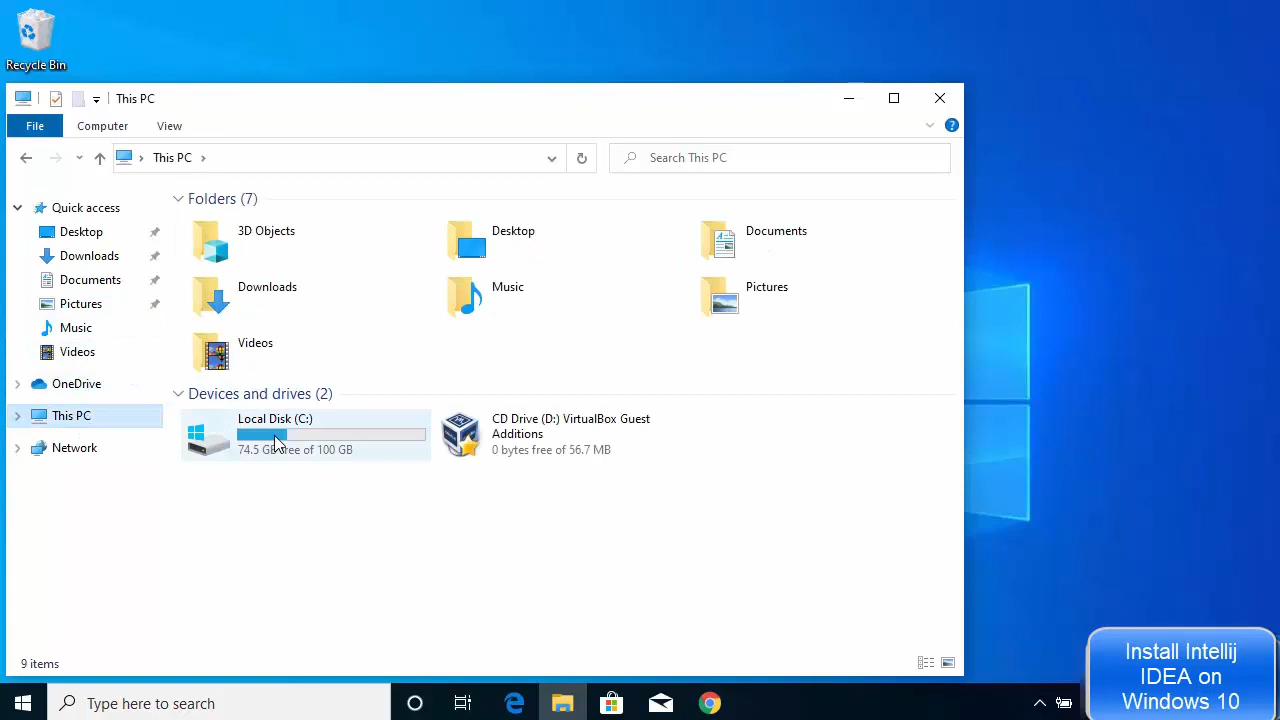 Recycle Bin
This PC
File
Computer
View
This PC
Search This PC
Quick access
Desktop
Downloads
Documents
Pictures
Music
Videos
OneDrive
This PC
Network
Folders (7)
3D Objects
Desktop
Documents
Downloads
Music
Pictures
Videos
Devices and drives (2)
Local Disk (C:)
74.5 GB free of 100 GB
CD Drive (D:) VirtualBox Guest
Additions
0 bytes free of 56.7 MB
9 items
Type here to search
Install Intellij
IDEA on
Windows 10